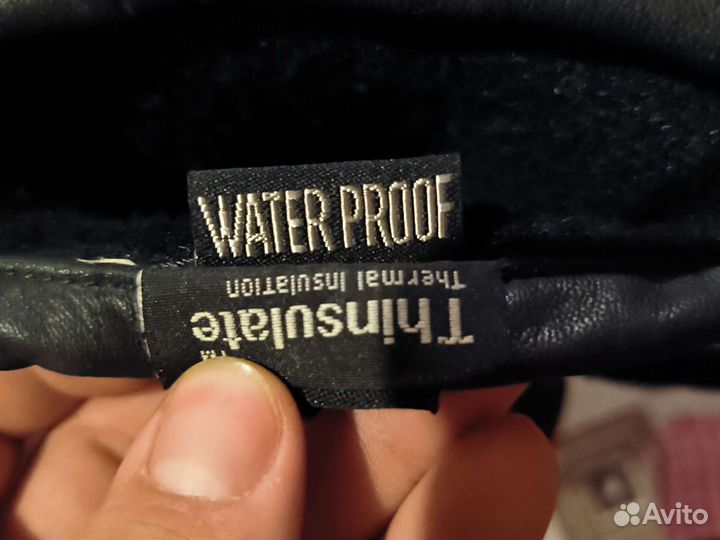 WATER PROOF
Thinsulate
Thermal Insulation
Avito